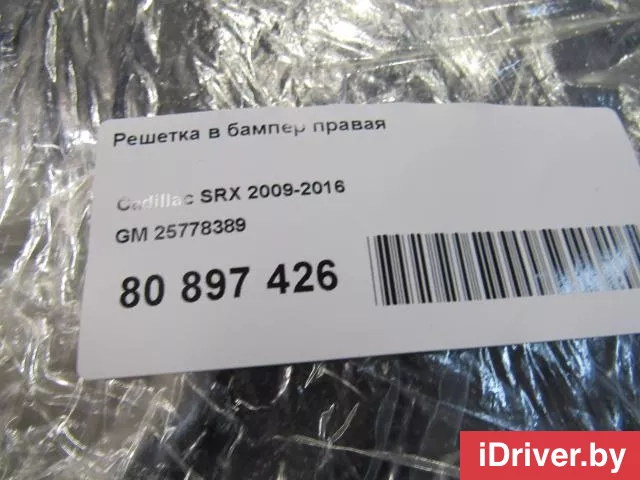 Решетка в бампер правая
Cadillac SRX 2009-2016
GM 25778389
80 897 426
iDriver.by